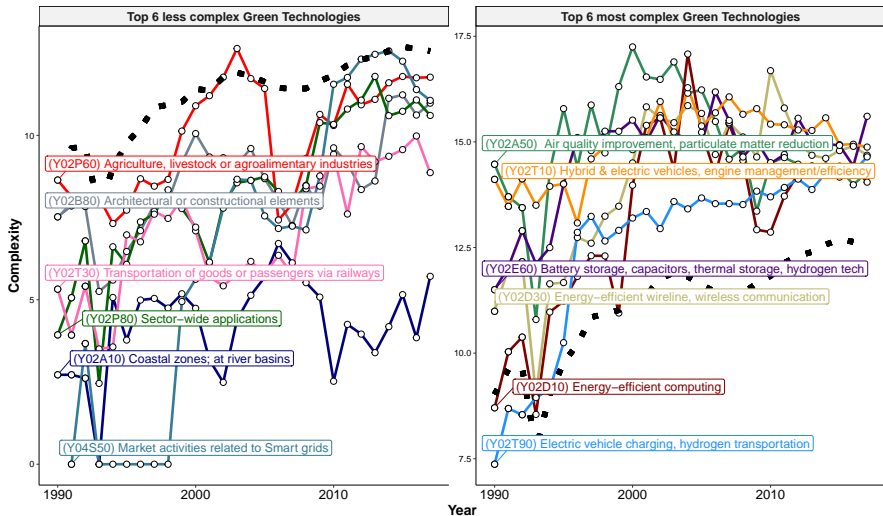 Top 6 less complex Green Technologies
Top 6 most complex Green Technologies
Complexity
10
5
0
(Y02P60) Agriculture, livestock or agroalimentary industries
(Y02B80) Architectural or constructional elements
(Y02T30) Transportation of goods or passengers via railways
(Y02P80) Sector−wide applications
(Y02A10) Coastal zones; at river basins
(Y04S50) Market activities related to Smart grids
1990
2000
2010
17.5
15.0
12.5
10.0
7.5
(Y02A50) Air quality improvement, particulate matter reduction
(Y02T10) Hybrid & electric vehicles, engine management/efficiency
(Y02E60) Battery storage, capacitors, thermal storage, hydrogen tech
(Y02D30) Energy−efficient wireline, wireless communication
(Y02D10) Energy−efficient computing
(Y02T90) Electric vehicle charging, hydrogen transportation
1990
2000
2010
Year